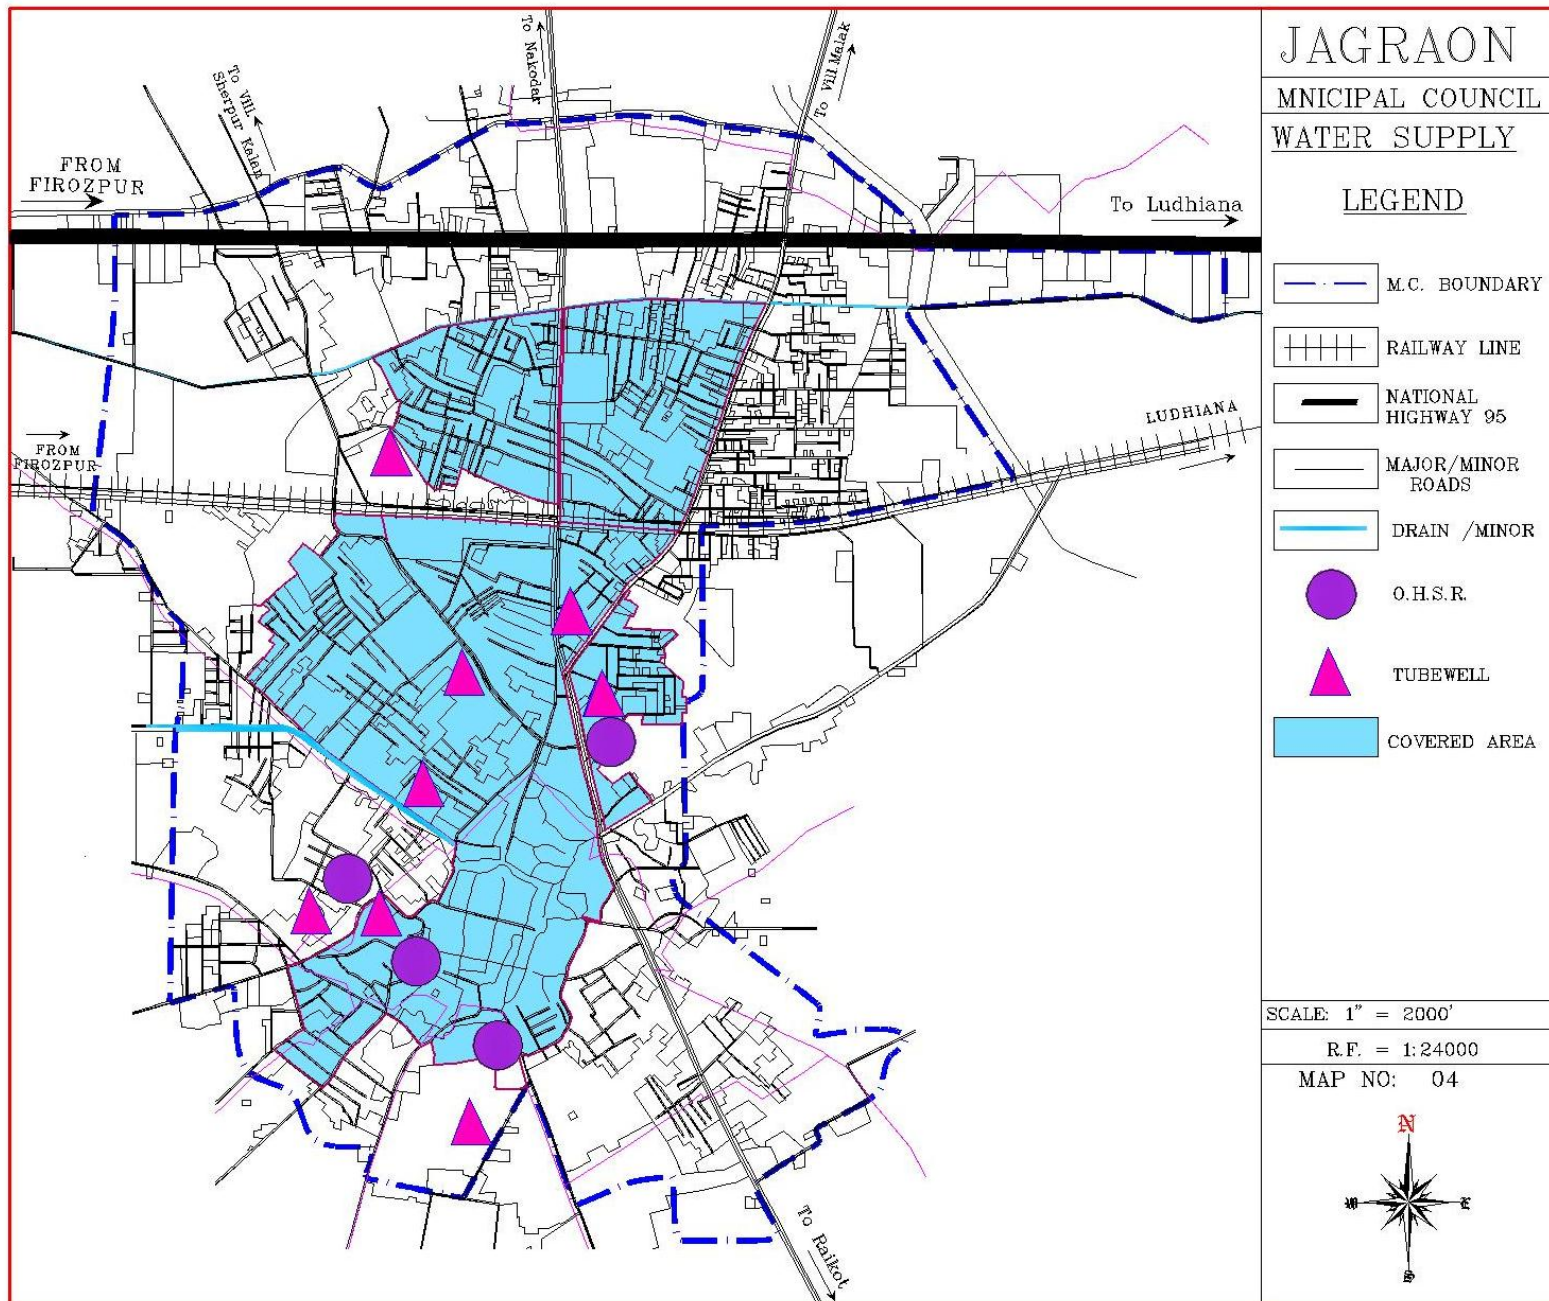 To Nakodar
To Vill Malak
To Vill.
Sherpur Kalan
FROM
FIROZPUR
To Ludhiana
LUDHIANA
FROM
FIROZPUR
To Raikot
JAGRAON
MNICIPAL COUNCIL
WATER SUPPLY
LEGEND
M.C. BOUNDARY
RAILWAY LINE
NATIONAL
HIGHWAY 95
MAJOR/MINOR
ROADS
DRAIN /MINOR
O.H.S.R.
TUBEWELL
COVERED AREA
SCALE: 1" = 2000'
R.F. = 1:24000
MAP NO: 04
N